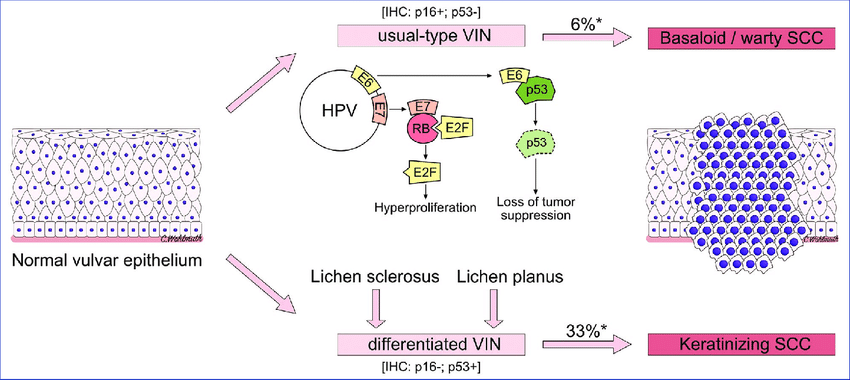 [IHC: p16+; p53-]
usual-type VIN
6%*
Basaloid / warty SCC
E6
E7
HPV
E7
RB
E2F
E6
p53
E2F
p53
Hyperproliferation
Loss of tumor
suppression
C.Wohlmuth
C.Wohlmuth
Normal vulvar epithelium
Lichen sclerosus
Lichen planus
differentiated VIN
33%*
Keratinizing SCC
[IHC: p16-; p53+]